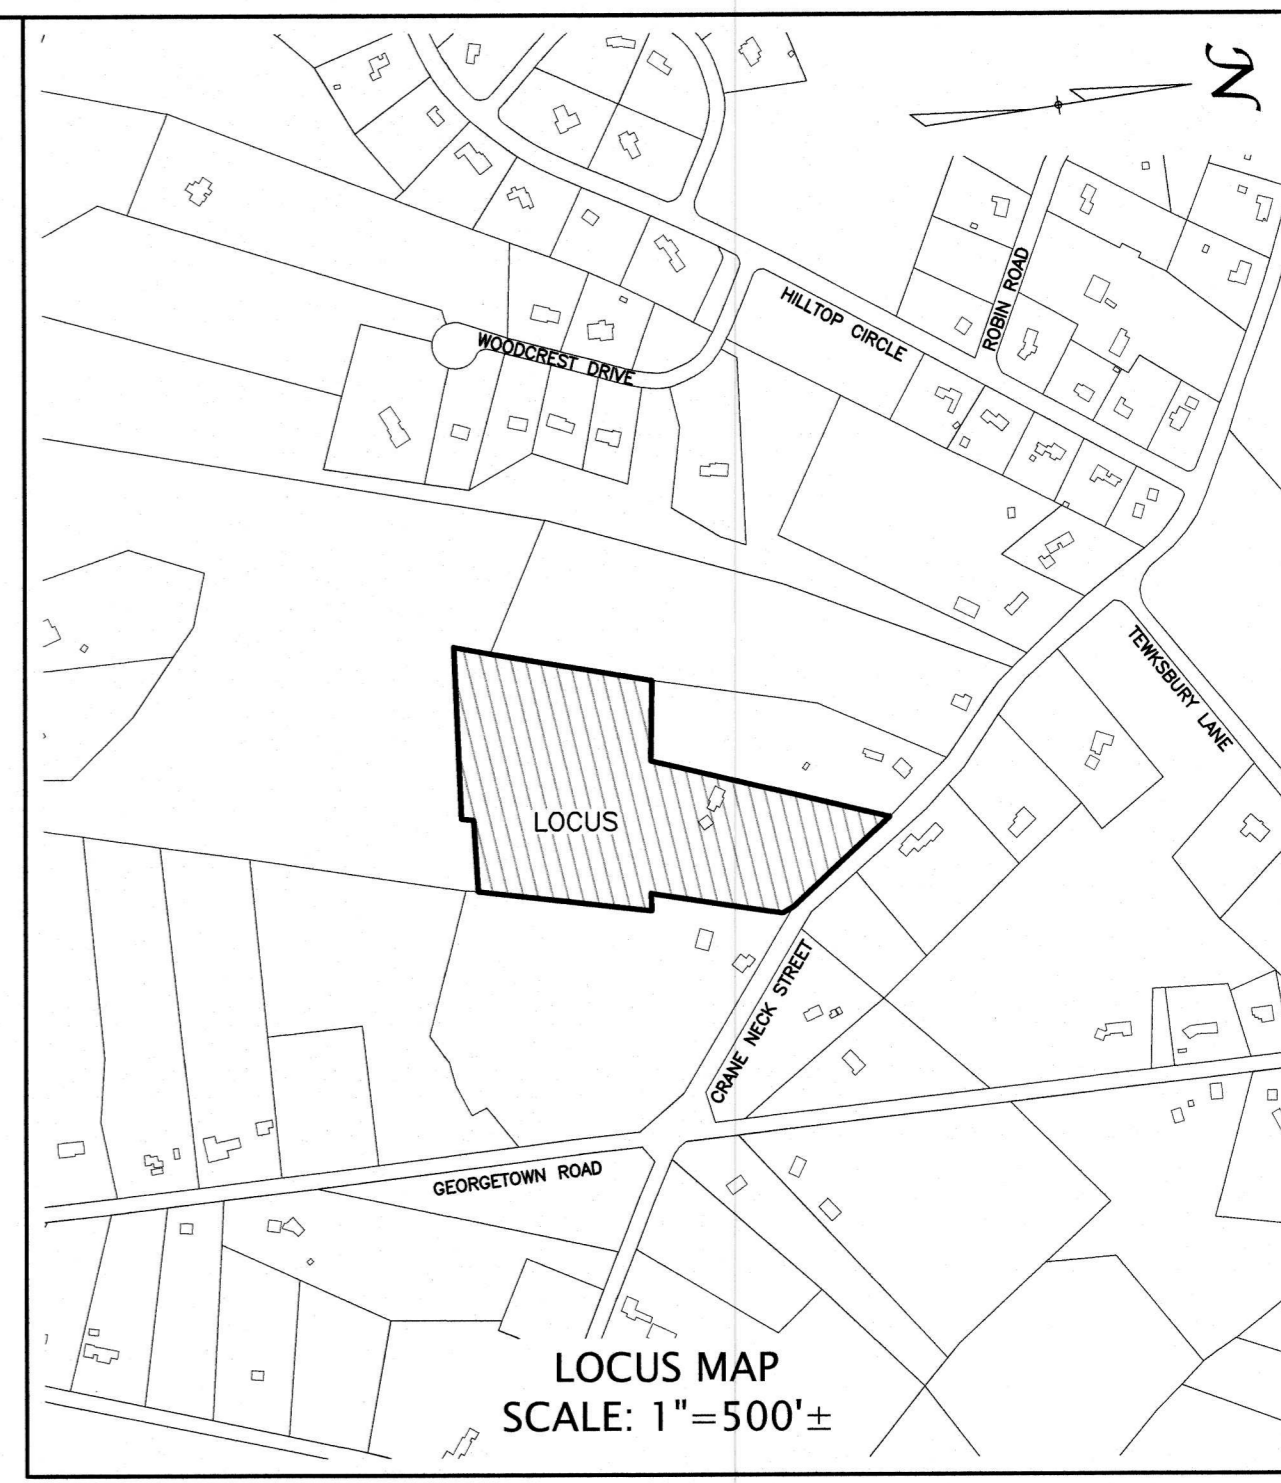 N
HILLTOP CIRCLE
ROBIN ROAD
WOODCREST DRIVE
TEWKSBURY LANE
LOCUS
CRANE NECK STREET
GEORGETOWN ROAD
LOCUS MAP
SCALE: 1"=500'±